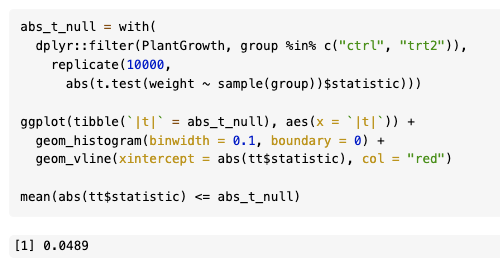 abs_t_null = with(
  dplyr::filter(PlantGrowth, group %in% c("ctrl", "trt2")),
    replicate(10000,
      abs(t.test(weight ~ sample(group))$statistic)))

ggplot(tibble(`|t|` = abs_t_null), aes(x = `|t|`)) +
  geom_histogram(binwidth = 0.1, boundary = 0) +
  geom_vline(xintercept = abs(tt$statistic), col = "red")

mean(abs(tt$statistic) <= abs_t_null)

[1] 0.0489